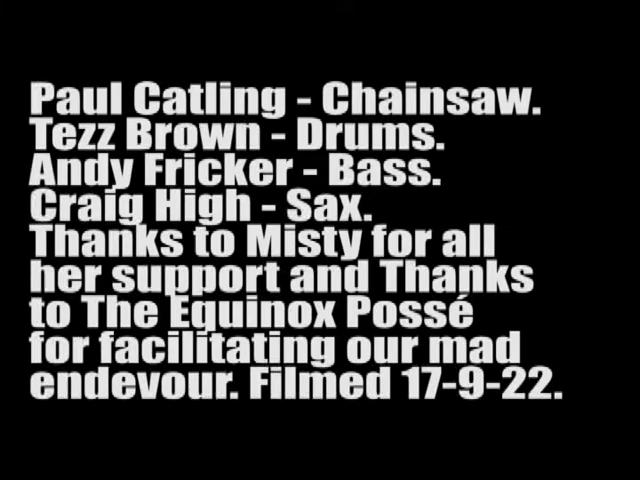 Paul Catling - Chainsaw.
Tezz Brown - Drums.
Andy Fricker - Bass.
Craig High - Sax.
Thanks to Misty for all
her support and Thanks
to The Equinox Possé
for facilitating our mad
endevour. Filmed 17-9-22.